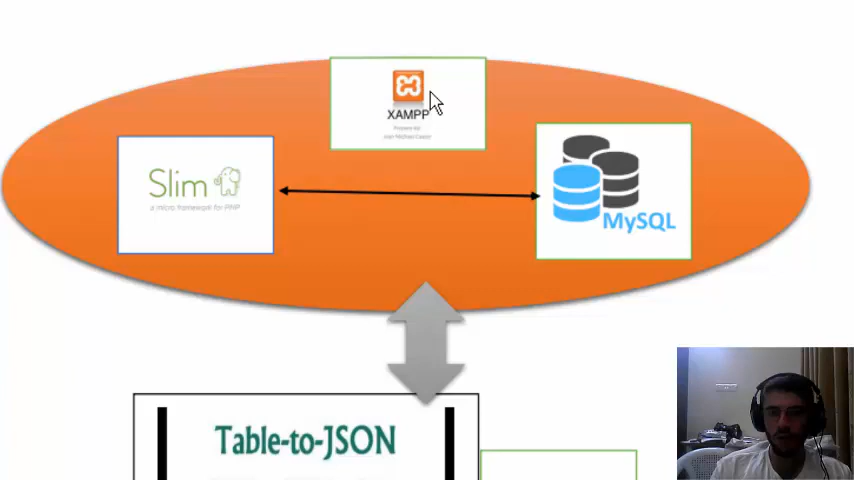 XAMPP
Slim
a micro framework for PHP
MySQL
Table-to-JSON